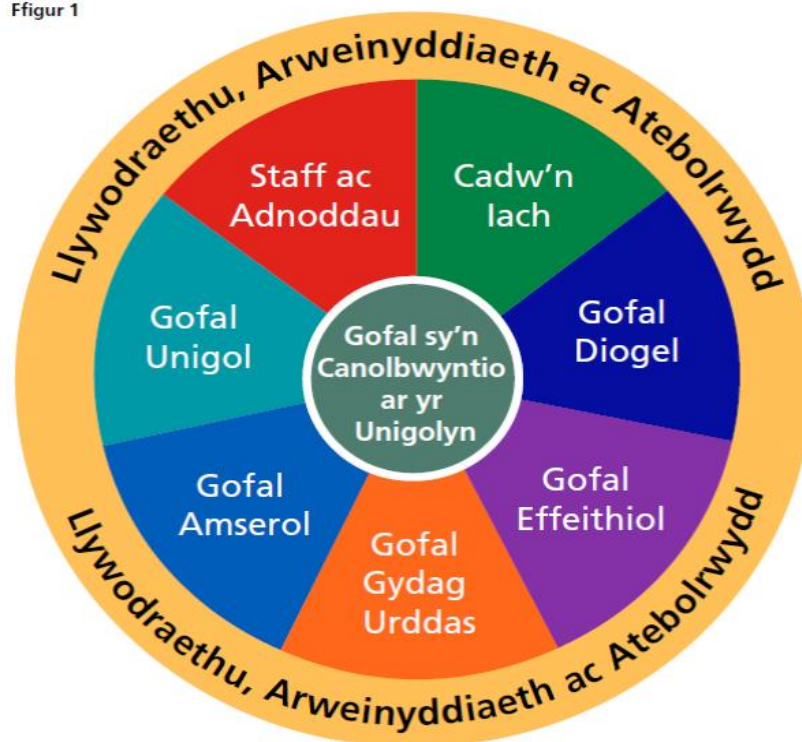 Ffigur 1
Llywodraethu, Arweinyddiaeth ac Atebolrwydd
Staff ac
Adnoddau
Cadw'n
Iach
Gofal
Unigol
Gofal
Diogel
Gofal sy'n
Canolbwyntio
ar yr
Unigolyn
Gofal
Amserol
Gofal
Effeithiol
Gofal
Gydag
Urddas
Llywodraethu, Arweinyddiaeth ac Atebolrwydd